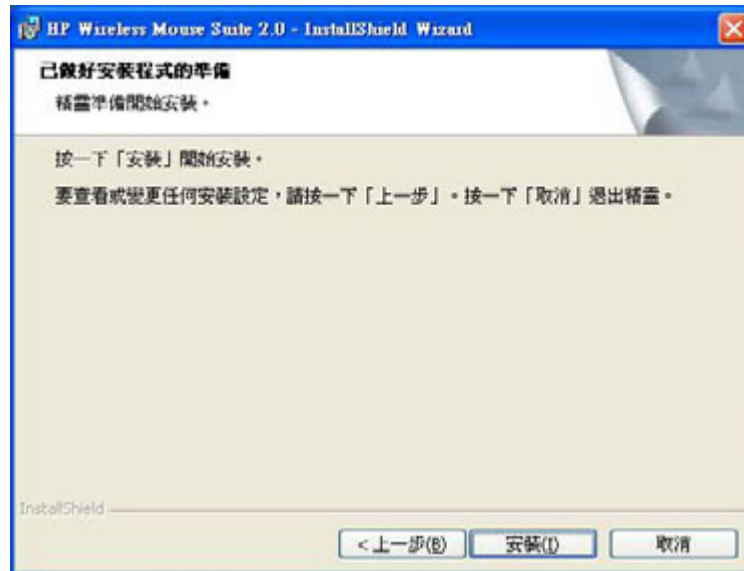 HP Wireless Mouse Suite 2.0 - InstallShield Wizard
已做好安裝程式的準備
精靈準備開始安裝。
按一下「安裝」開始安裝。
要查看或變更任何安裝設定，請按一下「上一步」。按一下「取消」退出精靈。
InstallShield
<上一步(B) 安裝(I) 取消